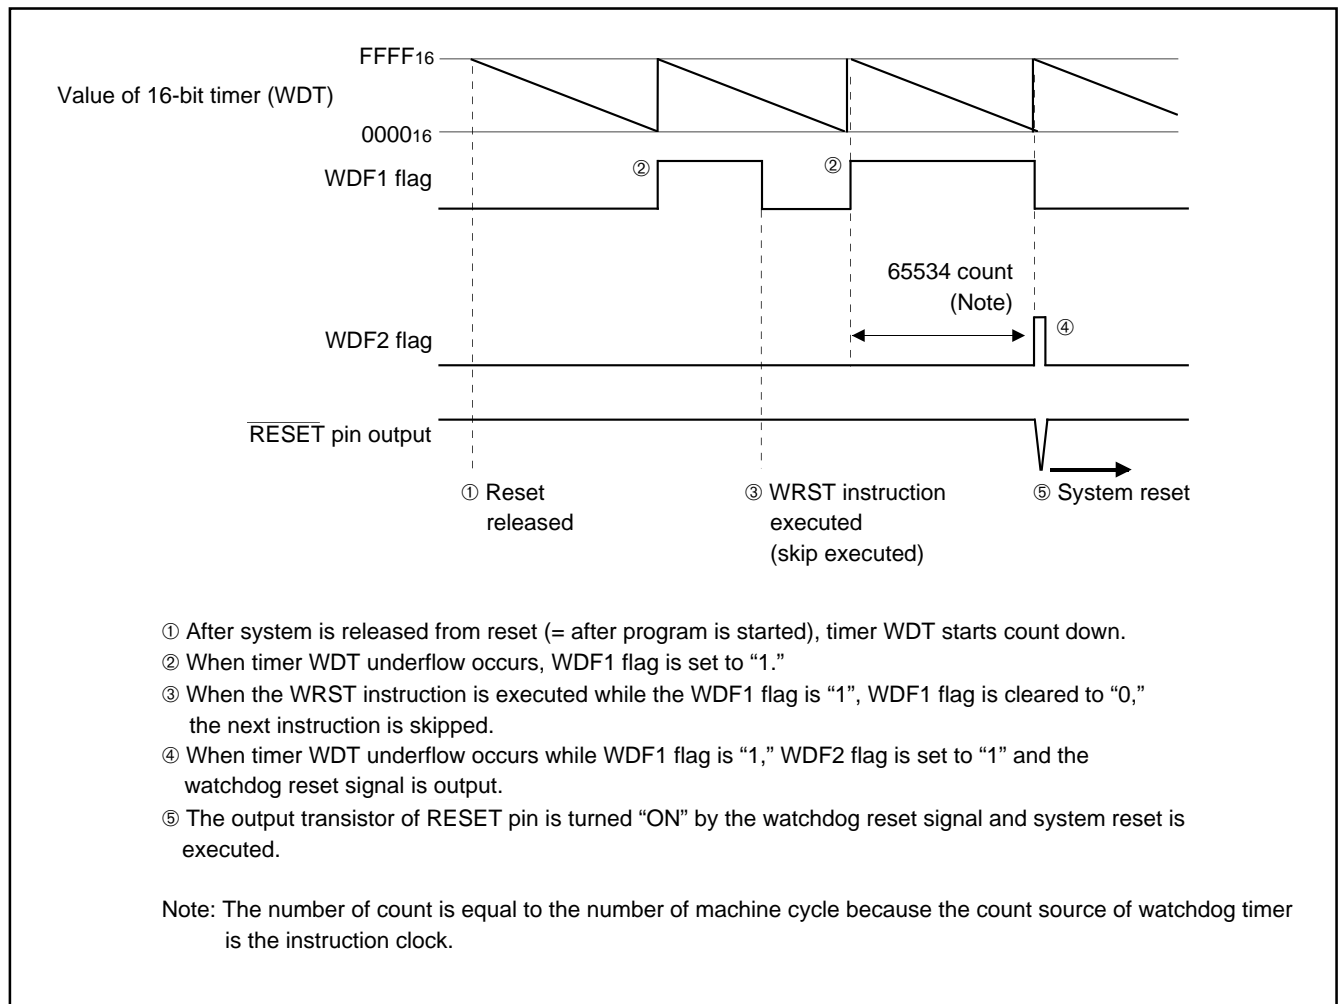 FFFF16
Value of 16-bit timer (WDT)
000016
② ②
WDF1 flag
65534 count
(Note)
WDF2 flag
④
RESET pin output
① Reset
released
③ WRST instruction
executed
(skip executed)
⑤ System reset
① After system is released from reset (= after program is started), timer WDT starts count down.
② When timer WDT underflow occurs, WDF1 flag is set to “1.”
③ When the WRST instruction is executed while the WDF1 flag is “1”, WDF1 flag is cleared to “0,”
the next instruction is skipped.
④ When timer WDT underflow occurs while WDF1 flag is “1,” WDF2 flag is set to “1” and the
watchdog reset signal is output.
⑤ The output transistor of RESET pin is turned “ON” by the watchdog reset signal and system reset is
executed.
Note: The number of count is equal to the number of machine cycle because the count source of watchdog timer
is the instruction clock.